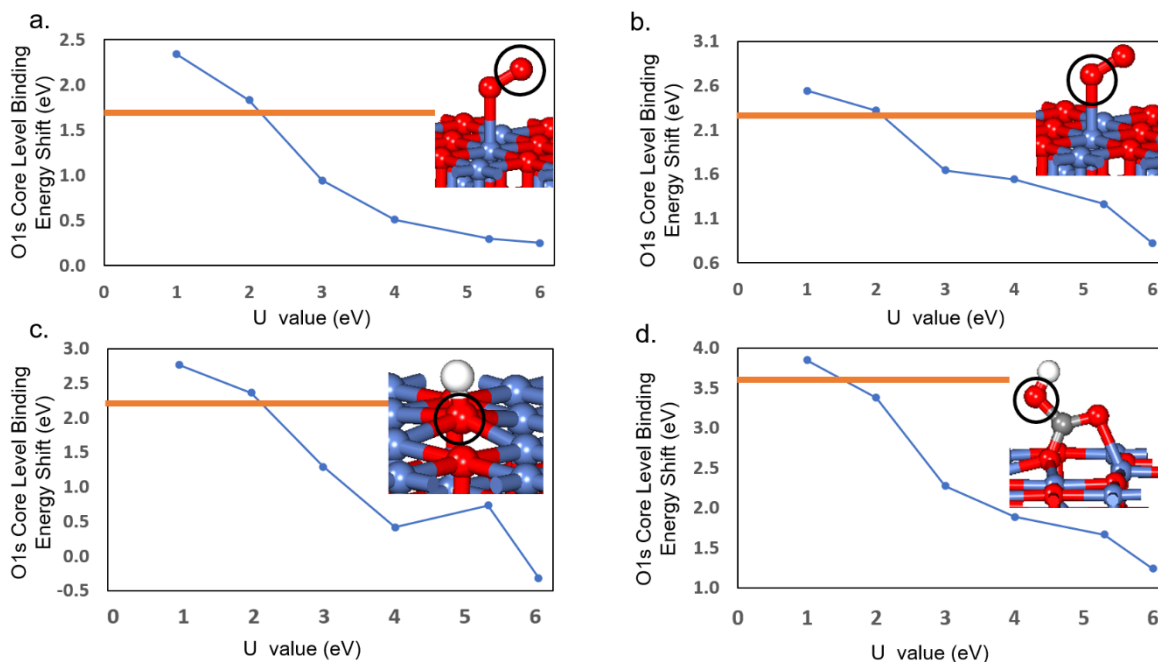 a.
O1s Core Level Binding
Energy Shift (eV)
2.5
2.0
1.5
1.0
0.5
0.0
0 1 2 3 4 5 6
U value (eV)
b.
O1s Core Level Binding
Energy Shift (eV)
3.1
2.6
2.1
1.6
1.1
0.6
0 1 2 3 4 5 6
U value (eV)
c.
O1s Core Level Binding
Energy Shift (eV)
3.0
2.5
2.0
1.5
1.0
0.5
0.0
-0.5
0 1 2 3 4 5 6
U value (eV)
d.
O1s Core Level Binding
Energy Shift (eV)
4.0
3.5
3.0
2.5
2.0
1.5
1.0
0 1 2 3 4 5 6
U value (eV)